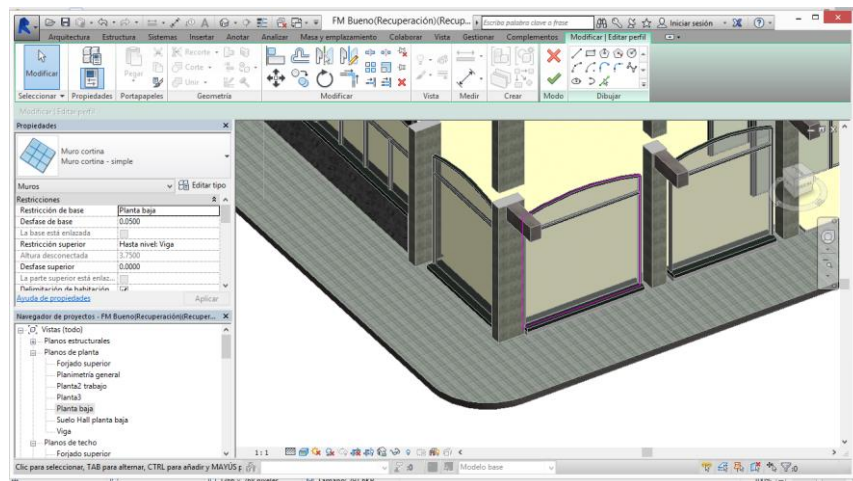 FM Bueno(Recuperación)(Recup...
Escriba palabra clave o frase
Iniciar sesión
Arquitectura Estructura Sistemas Insertar Anotar Analizar Masa y emplazamiento Colaborar Vista Gestionar Complementos Modificar | Editar perfil
Modificar
Pegar
Recorte
Corte
Unir
Seleccionar Propiedades Portapapeles Geometría Modificar Vista Medir Crear Modo Dibujar
Modificar | Editar perfil
Propiedades
Muro cortina
Muro cortina - simple
Muros
Editar tipo
Restricciones
Restricción de base Planta baja
Desfase de base 0.0500
La base está enlazada
Restricción superior Hasta nivel: Viga
Altura desconectada 3.7500
Desfase superior 0.0000
La parte superior está enlaz...
Delimitación de habitación
Ayuda de propiedades Aplicar
Navegador de proyectos - FM Bueno(Recuperación)(Recuper...
Vistas (todo)
Planos estructurales
Planos de planta
Forjado superior
Planimetría general
Planta2 trabajo
Planta3
Planta baja
Suelo Hall planta baja
Viga
Planos de techo
Forjado superior
1:1
Clic para seleccionar, TAB para alternar, CTRL para añadir y MAYÚS p
:0
Modelo base
:0